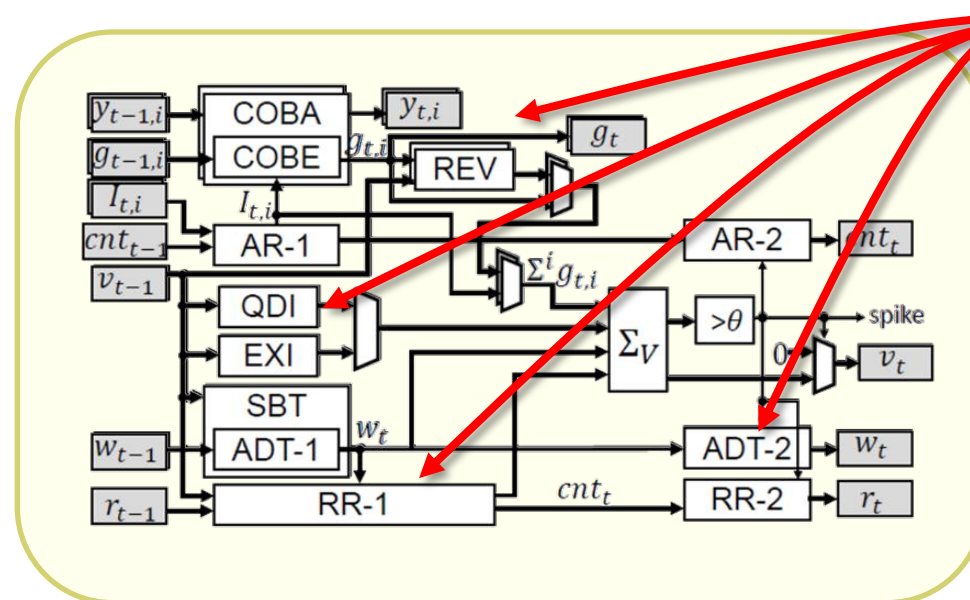 y_{t−1,i} COBA y_{t,i}
g_{t−1,i} COBE g_{t,i} REV g_t
I_{t,i} I_{t,i}
cnt_{t−1} AR-1 AR-2 cnt_t
v_{t−1} Σ^i g_{t,i}
QDI >θ spike
EXI Σ_V 0 v_t
SBT
w_{t−1} ADT-1 w_t ADT-2 w_t
r_{t−1} RR-1 cnt_t RR-2 r_t